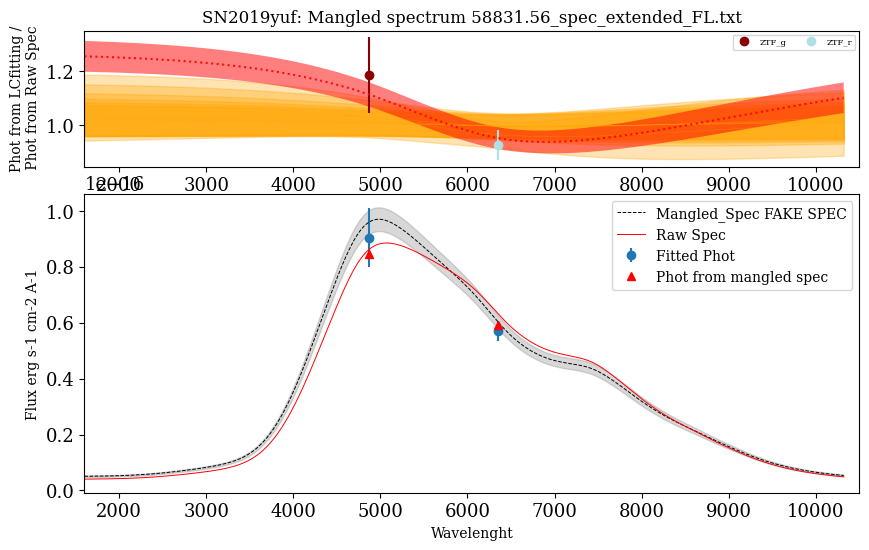 SN2019yuf: Mangled spectrum 58831.56_spec_extended_FL.txt
Phot from LCfitting /
Phot from Raw Spec
1.2
1.0
ZTF_g
ZTF_r
2000 3000 4000 5000 6000 7000 8000 9000 10000
1e−16
Flux erg s-1 cm-2 A-1
1.0
0.8
0.6
0.4
0.2
0.0
Mangled_Spec FAKE SPEC
Raw Spec
Fitted Phot
Phot from mangled spec
2000 3000 4000 5000 6000 7000 8000 9000 10000
Wavelenght